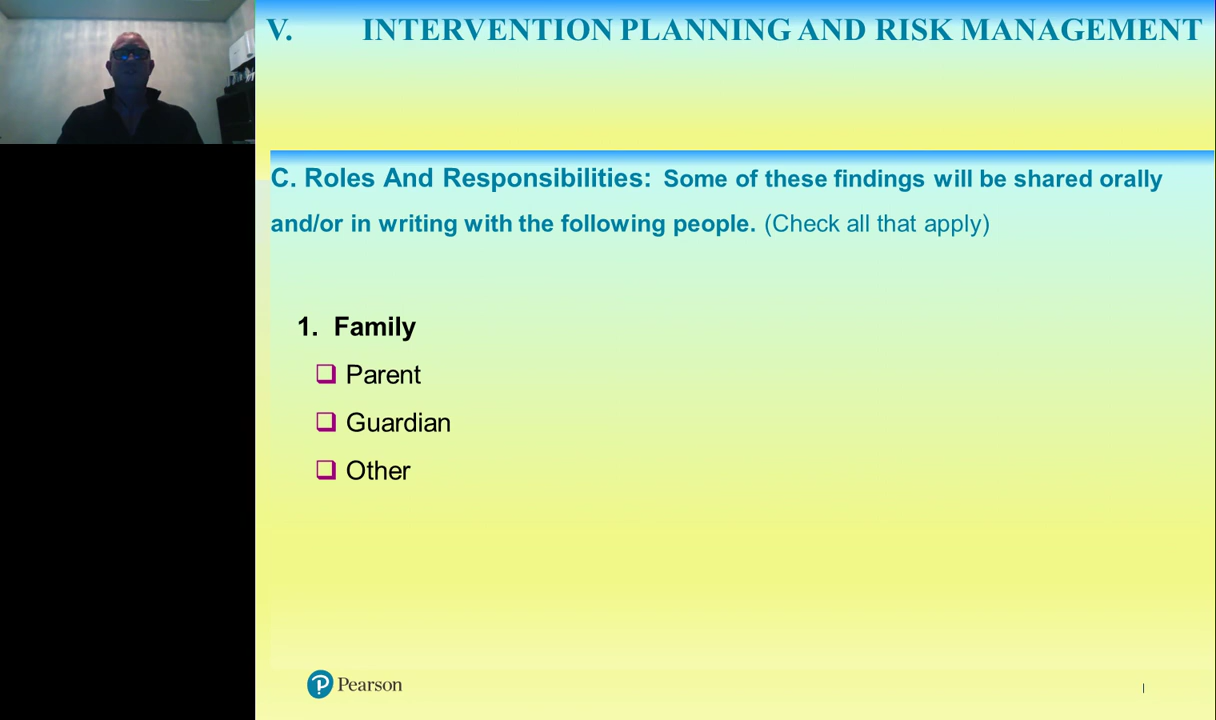 V. INTERVENTION PLANNING AND RISK MANAGEMENT
C. Roles And Responsibilities: Some of these findings will be shared orally
and/or in writing with the following people. (Check all that apply)
1. Family
❑ Parent
❑ Guardian
❑ Other
Pearson